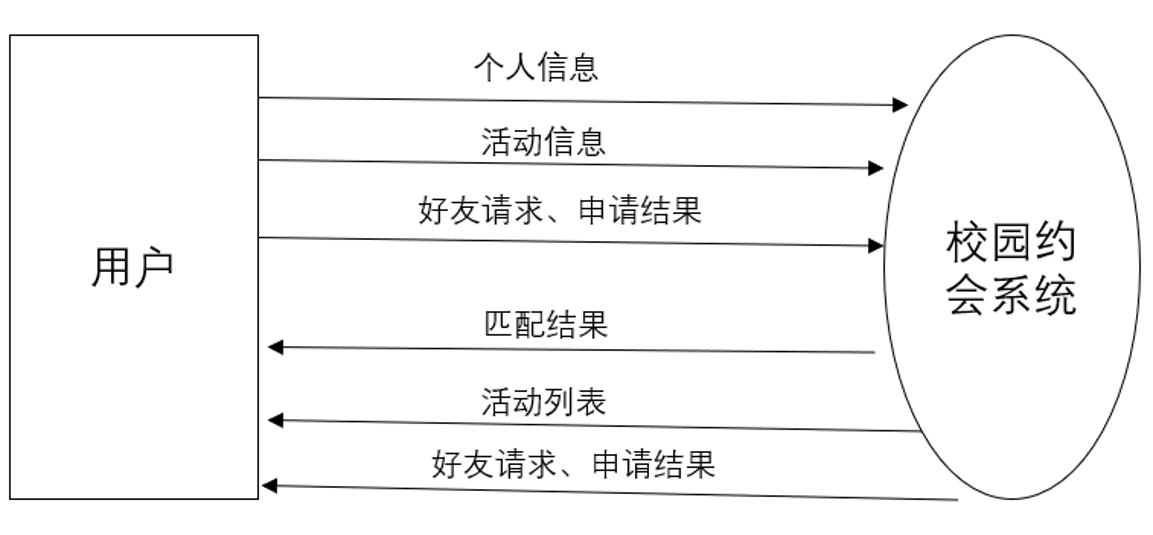 个人信息
活动信息
好友请求、申请结果
用户
校园约
会系统
匹配结果
活动列表
好友请求、申请结果